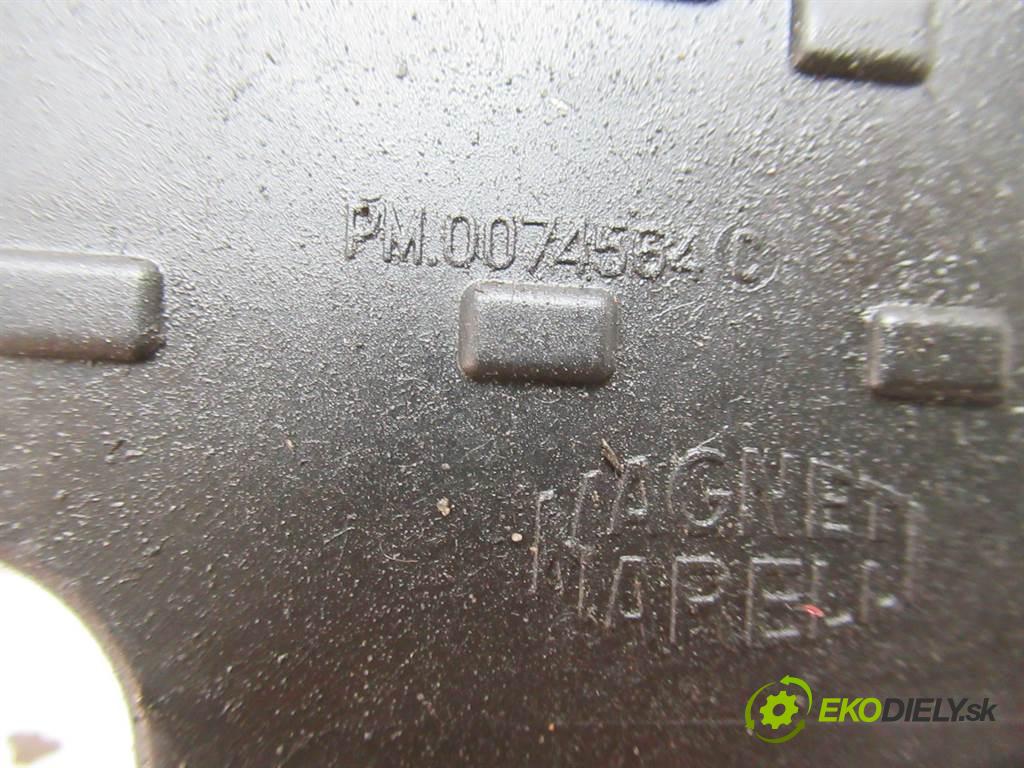 PM.0074564 C
MAGNETI
MARELLI
EKODIELY.sk